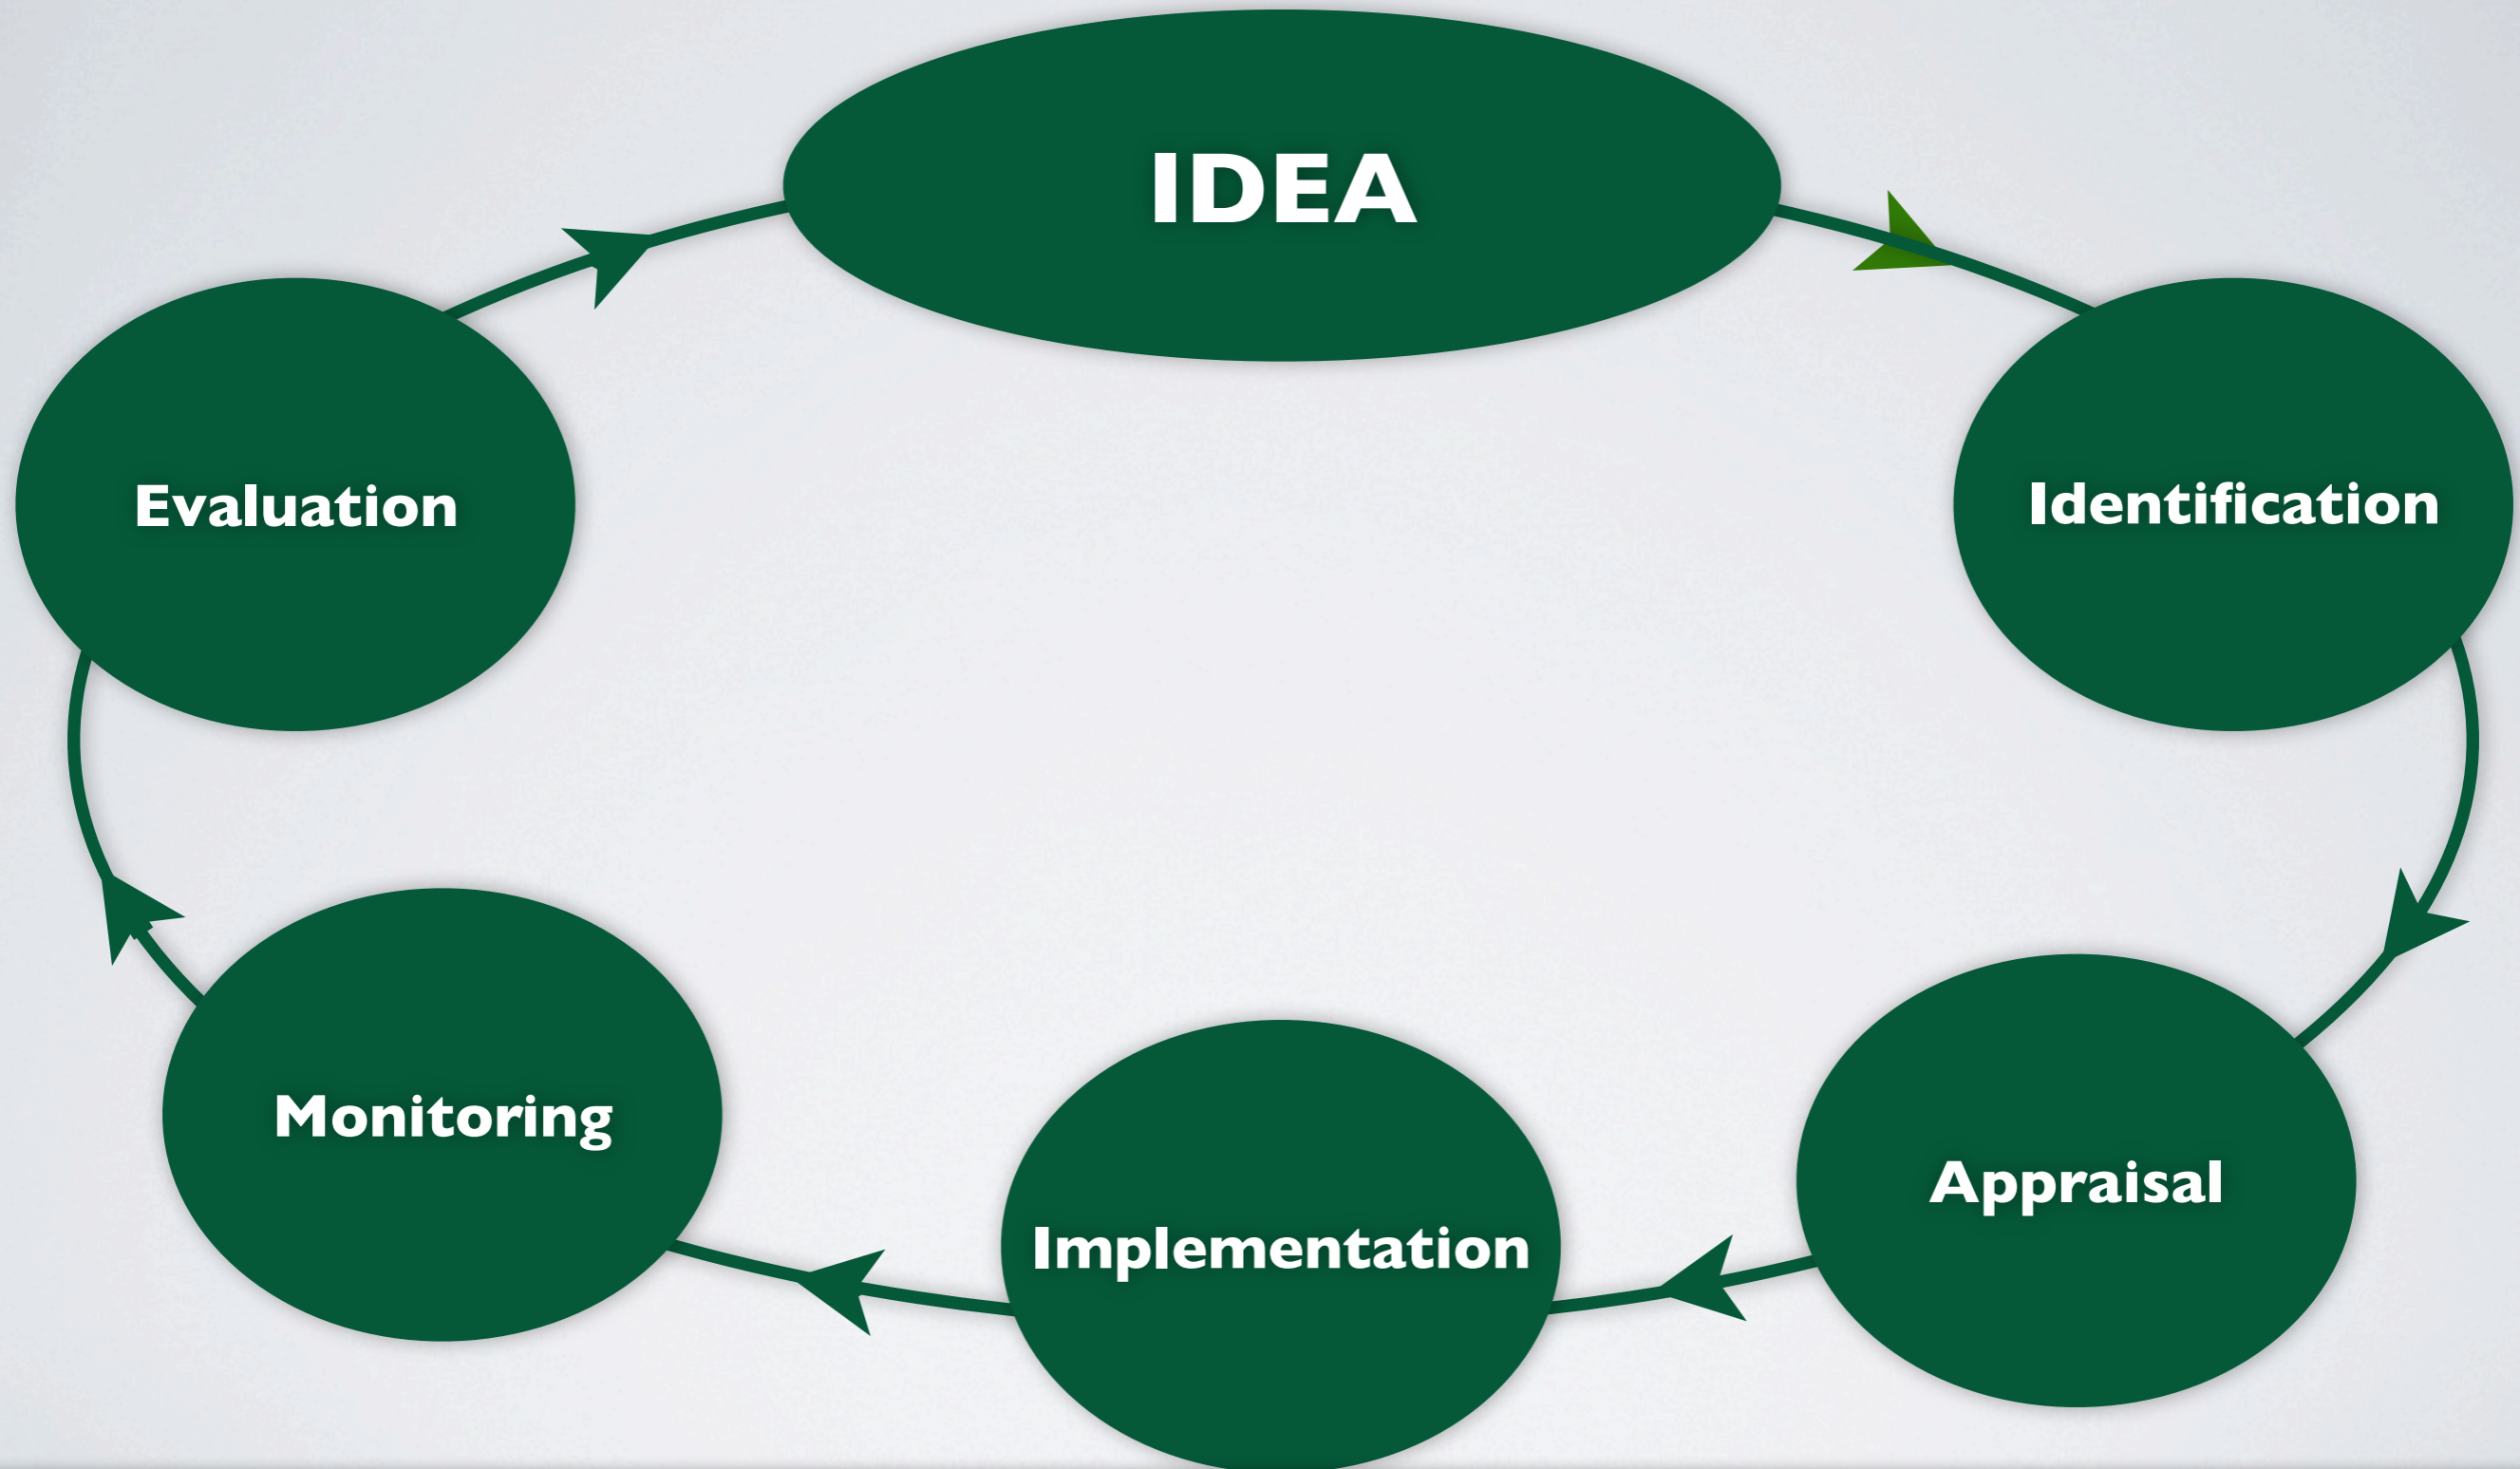 IDEA
Identification
Appraisal
Implementation
Monitoring
Evaluation